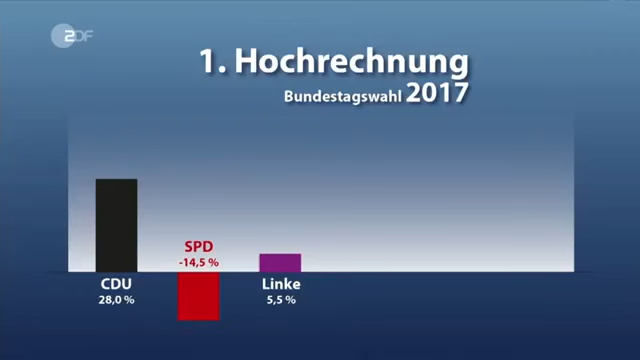 ZDF
1. Hochrechnung
Bundestagswahl 2017
SPD
-14,5 %
CDU
28,0 %
Linke
5,5 %